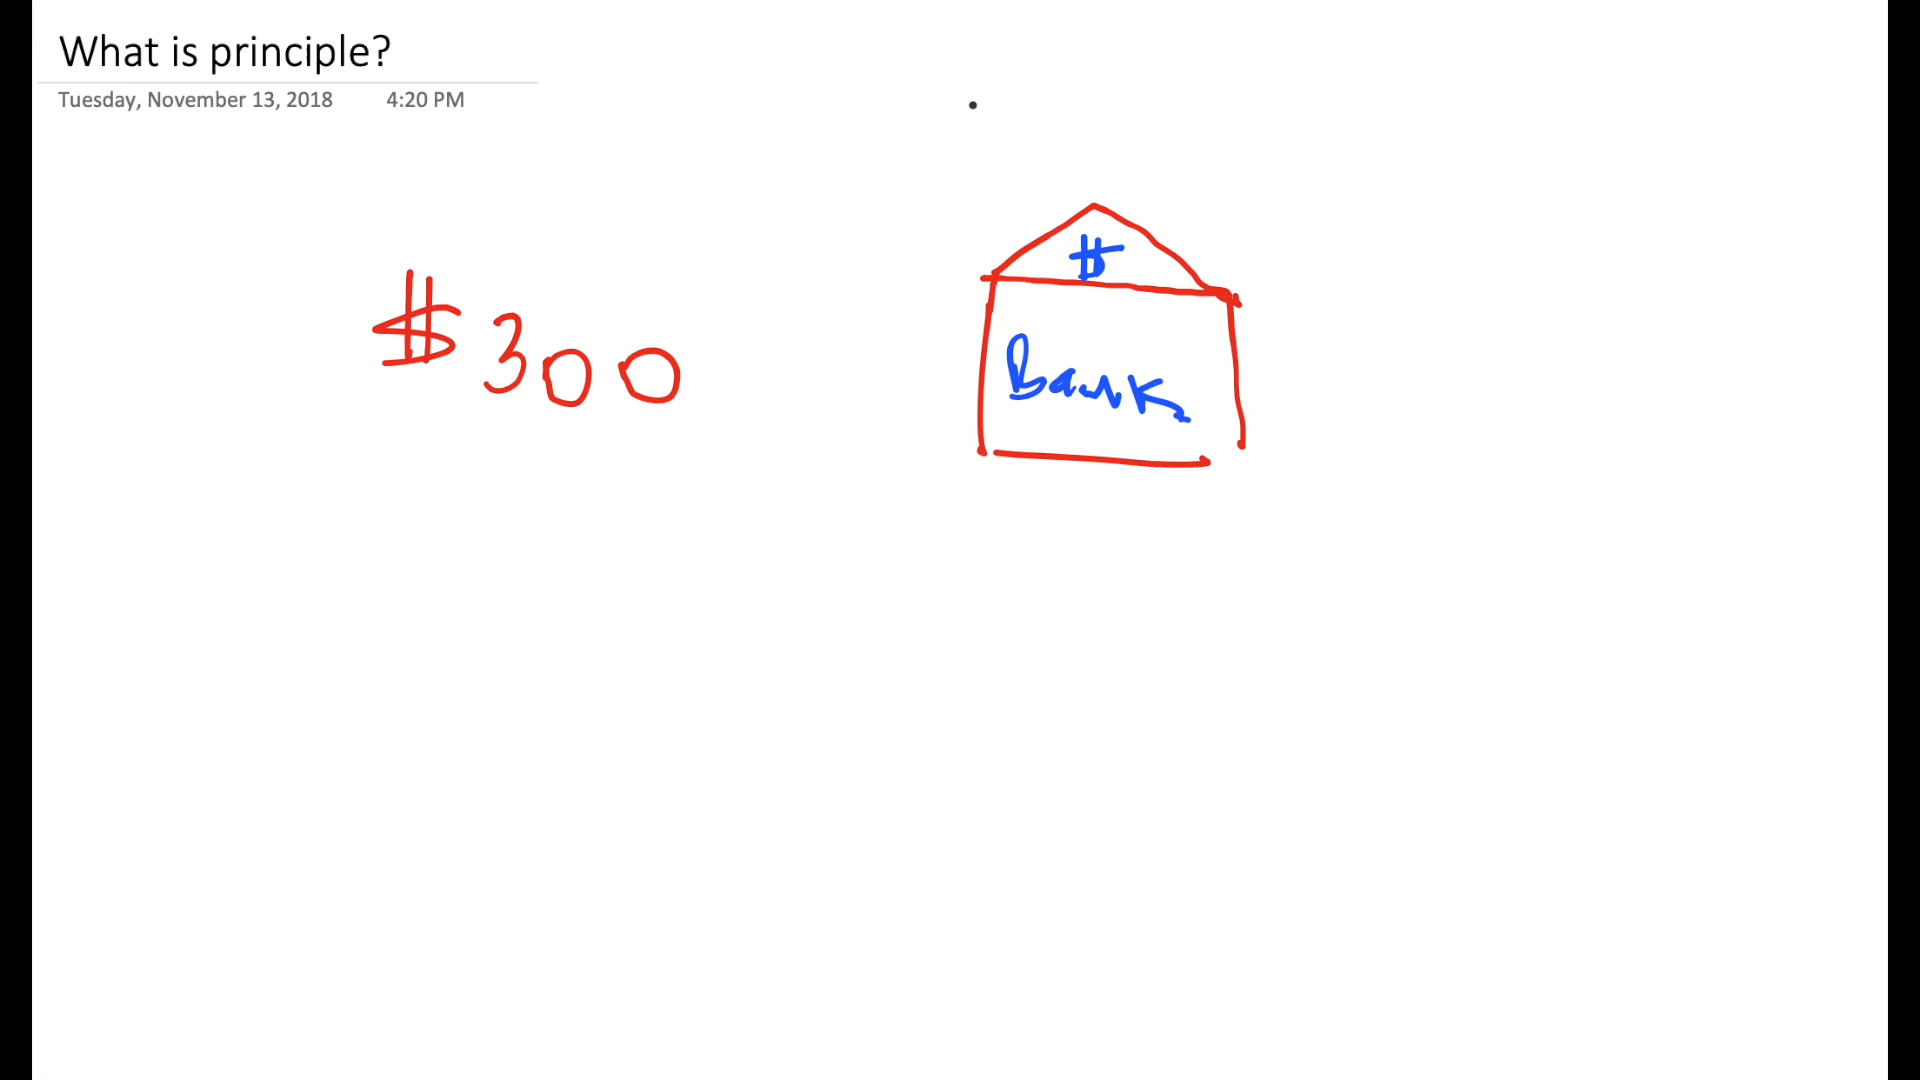 What is principle?
Tuesday, November 13, 2018 4:20 PM
$
$300
Bank